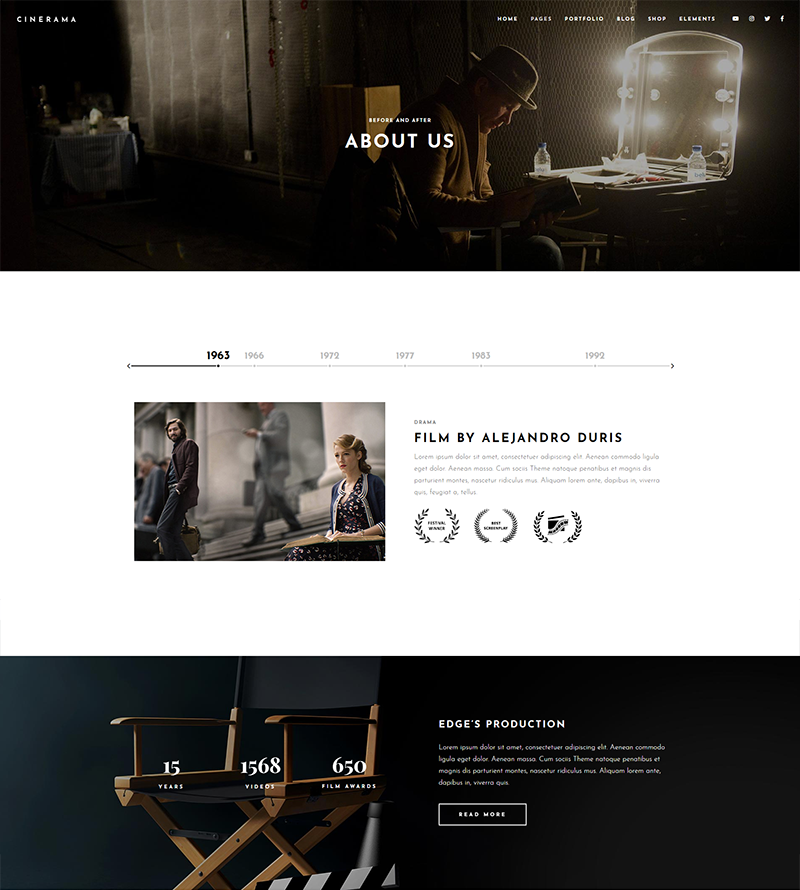 CINERAMA
HOME PAGES PORTFOLIO BLOG SHOP ELEMENTS
BEFORE AND AFTER
ABOUT US
1963 1966 1972 1977 1983 1992
DRAMA
FILM BY ALEJANDRO DURIS
Lorem ipsum dolor sit amet, consectetuer adipiscing elit. Aenean commodo ligula
eget dolor. Aenean massa. Cum sociis Theme natoque penatibus et magnis dis
parturient montes, nascetur ridiculus mus. Aliquam lorem ante, dapibus in, viverra
quis, feugiat a, tellus
FESTIVAL
WINNER
BEST
SCREENPLAY
EDGE'S PRODUCTION
Lorem ipsum dolor sit amet, consectetuer adipiscing elit. Aenean commodo
ligula eget dolor. Aenean massa. Cum sociis Theme natoque penatibus et
magnis dis parturient montes, nascetur ridiculus mus. Aliquam lorem ante,
dapibus in, viverra quis.
15 1568 650
YEARS VIDEOS FILM AWARDS
READ MORE